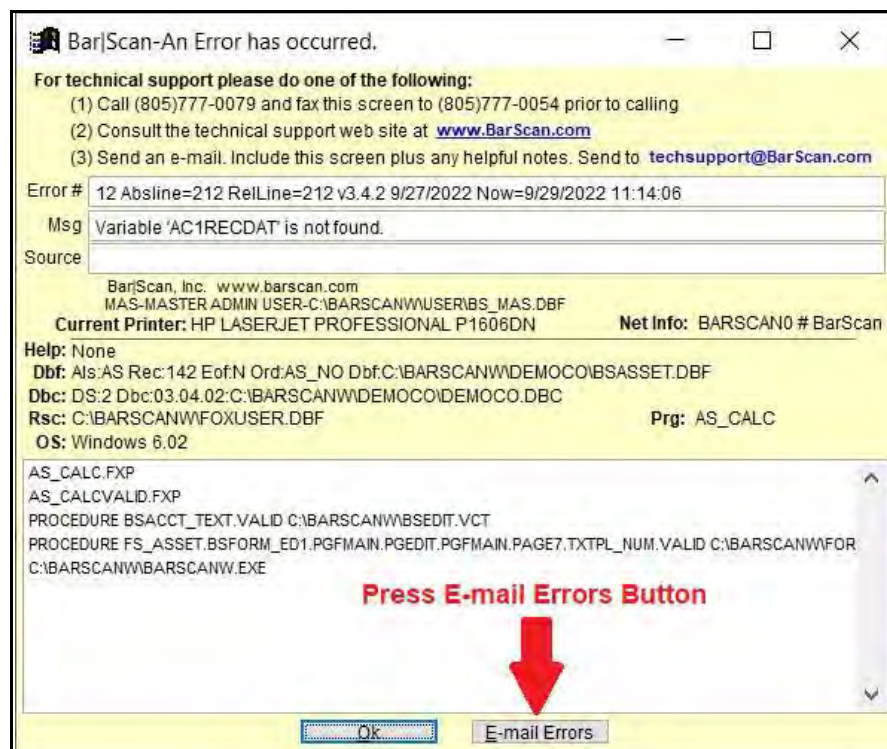 Bar|Scan-An Error has occurred.
For technical support please do one of the following:
(1) Call (805)777-0079 and fax this screen to (805)777-0054 prior to calling
(2) Consult the technical support web site at www.BarScan.com
(3) Send an e-mail. Include this screen plus any helpful notes. Send to techsupport@BarScan.com
Error # 12 Absline=212 RelLine=212 v3.4.2 9/27/2022 Now=9/29/2022 11:14:06
Msg Variable 'AC1RECDAT' is not found.
Source
Bar|Scan, Inc. www.barscan.com
MAS-MASTER ADMIN USER-C:\BARSCANW\USER\BS_MAS.DBF
Current Printer: HP LASERJET PROFESSIONAL P1606DN Net Info: BARSCAN0 # BarScan
Help: None
Dbf: Als:AS Rec:142 Eof:N Ord:AS_NO Dbf:C:\BARSCANW\DEMOCO\BSASSET.DBF
Dbc: DS:2 Dbc:03.04.02:C:\BARSCANW\DEMOCO\DEMOCO.DBC
Rsc: C:\BARSCANW\FOXUSER.DBF Prg: AS_CALC
OS: Windows 6.02
AS_CALC.FXP
AS_CALCVALID.FXP
PROCEDURE BSACCT_TEXT.VALID C:\BARSCANW\BSEDIT.VCT
PROCEDURE FS_ASSET.BSFORM_ED1.PGFMAIN.PGEDIT.PGFMAIN.PAGE7.TXTPL_NUM.VALID C:\BARSCANW\FOR
C:\BARSCANW\BARSCANW.EXE
Press E-mail Errors Button
Ok E-mail Errors